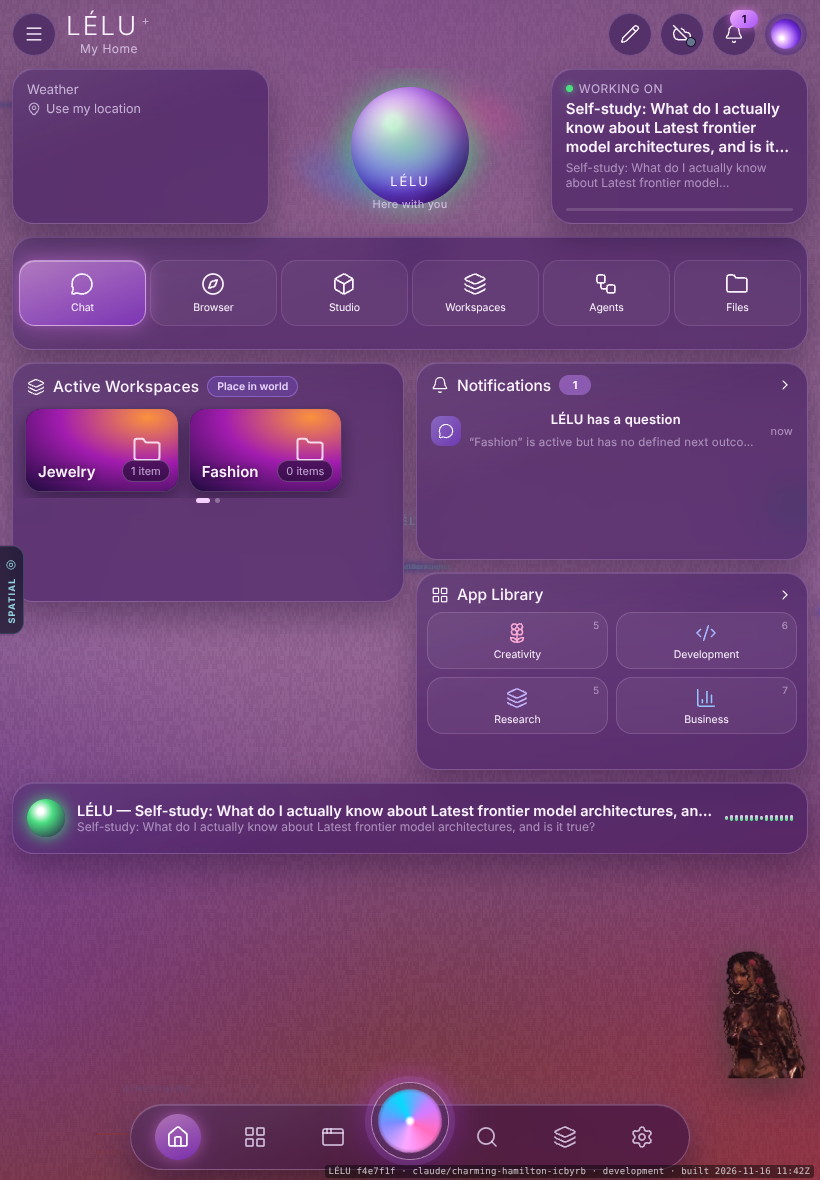 LÉLU +
My Home
1
Weather
Use my location
LÉLU
Here with you
WORKING ON
Self-study: What do I actually
know about Latest frontier
model architectures, and is it…
Self-study: What do I actually know
about Latest frontier model…
Chat
Browser
Studio
Workspaces
Agents
Files
Active Workspaces
Place in world
Jewelry
1 item
Fashion
0 items
Notifications
1
LÉLU has a question
“Fashion” is active but has no defined next outco…
now
SPATIAL
App Library
Creativity
5
Development
6
Research
5
Business
7
LÉLU — Self-study: What do I actually know about Latest frontier model architectures, an…
Self-study: What do I actually know about Latest frontier model architectures, and is it true?
LÉLU f4e7f1f · claude/charming-hamilton-icbyrb · development · built 2026-11-16 11:42Z